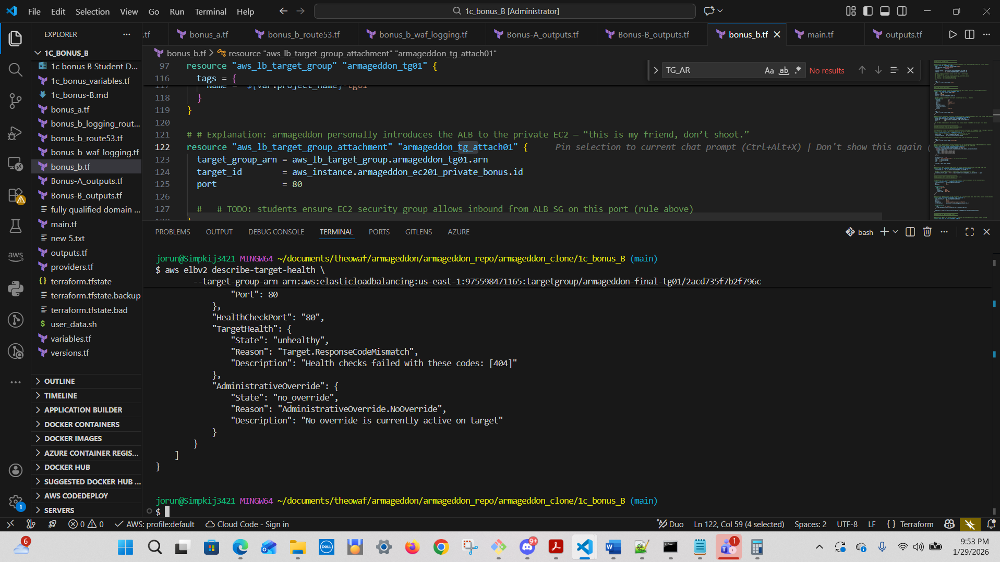 File Edit Selection View Go Run Terminal Help
1c_bonus_B [Administrator]
EXPLORER
.tf
bonus_a.tf
bonus_b_route53.tf
bonus_b_waf_logging.tf
Bonus-A_outputs.tf
Bonus-B_outputs.tf
bonus_b.tf
main.tf
outputs.tf
1C_BONUS_B
1c bonus B Student D...
1c_bonus_variables.tf
1c_bonus-B.md
bonus_a.tf
bonus_b_logging_rout...
bonus_b_route53.tf
bonus_b_waf_logging.tf
bonus_b.tf
Bonus-A_outputs.tf
Bonus-B_outputs.tf
fully qualified domain ...
main.tf
new 5.txt
outputs.tf
providers.tf
terraform.tfstate
terraform.tfstate.backup
terraform.tfstate.bad
user_data.sh
variables.tf
versions.tf
OUTLINE
TIMELINE
APPLICATION BUILDER
DOCKER CONTAINERS
DOCKER IMAGES
AZURE CONTAINER REGIS...
DOCKER HUB
SUGGESTED DOCKER HUB ...
AWS CODEDEPLOY
SERVERS
aws
1
bonus_b.tf > resource "aws_lb_target_group_attachment" "armageddon_tg_attach01"
TG_AR
Aa ab .* No results
97 resource "aws_lb_target_group" "armageddon_tg01" {
116 tags = {
117 Name = "${var.project_name}-tg01"
118 }
119 }
120
121 # # Explanation: armageddon personally introduces the ALB to the private EC2 — “this is my friend, don’t shoot.”
122 resource "aws_lb_target_group_attachment" "armageddon_tg_attach01" { Pin selection to current chat prompt (Ctrl+Alt+X) | Don't show this again (
123 target_group_arn = aws_lb_target_group.armageddon_tg01.arn
124 target_id = aws_instance.armageddon_ec201_private_bonus.id
125 port = 80
126
127 # # TODO: students ensure EC2 security group allows inbound from ALB SG on this port (rule above)
128 }
PROBLEMS OUTPUT DEBUG CONSOLE TERMINAL PORTS GITLENS AZURE
bash
jorun@Simpkij3421 MINGW64 ~/documents/theowaf/armageddon/armageddon_repo/armageddon_clone/1c_bonus_B (main)
$ aws elbv2 describe-target-health \
--target-group-arn arn:aws:elasticloadbalancing:us-east-1:975598471165:targetgroup/armageddon-final-tg01/2acd735f7b2f796c
"Port": 80
},
"HealthCheckPort": "80",
"TargetHealth": {
"State": "unhealthy",
"Reason": "Target.ResponseCodeMismatch",
"Description": "Health checks failed with these codes: [404]"
},
"AdministrativeOverride": {
"State": "no_override",
"Reason": "AdministrativeOverride.NoOverride",
"Description": "No override is currently active on target"
}
}
]
}
jorun@Simpkij3421 MINGW64 ~/documents/theowaf/armageddon/armageddon_repo/armageddon_clone/1c_bonus_B (main)
$
0 0 AWS: profile:default Cloud Code - Sign in
Duo Ln 122, Col 59 (4 selected) Spaces: 2 UTF-8 LF { } Terraform
6
DELL
9+
1
9:53 PM
1/29/2026